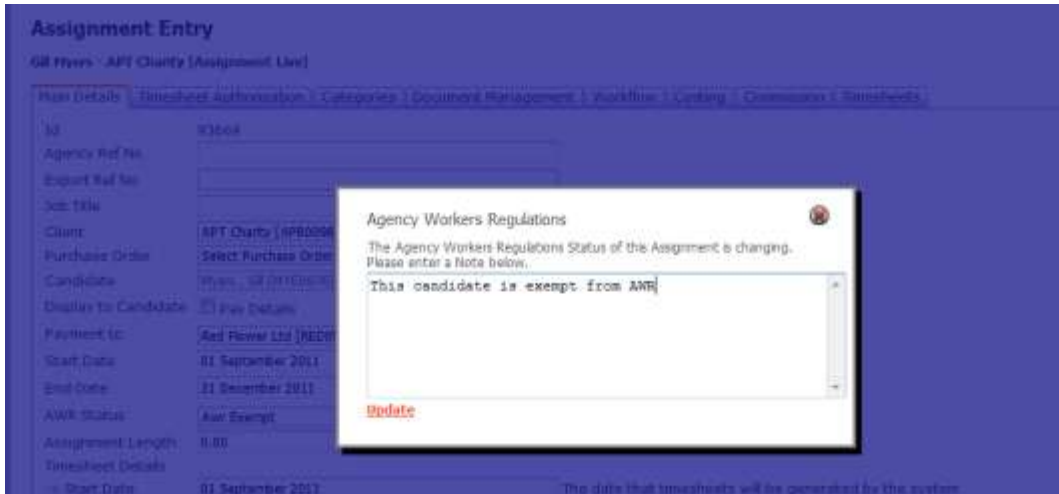 Assignment Entry
Gill Myers - APT Charity [Assignment Live]
Main Details Timesheet Authorisation Categories Document Management Workflow Costing Commission Timesheets
Id
Agency Ref No
Export Ref No
Job Title
Client APT Charity
Purchase Order Select Purchase Order
Candidate Myers, Gill
Display to Candidate Pay Details
Payment to Red Flower Ltd
Start Date 01 September 2011
End Date 31 December 2011
AWR Status Awr Exempt
Assignment Length 0.00
Timesheet Details
Start Date 01 September 2011 The date that timesheets will be generated by the system
Agency Workers Regulations
The Agency Workers Regulations Status of this Assignment is changing.
Please enter a Note below.
This candidate is exempt from AWR
Update